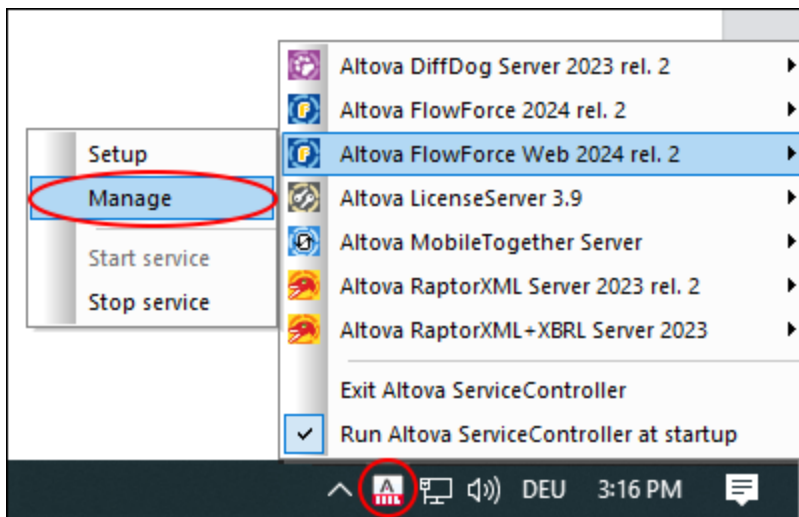 Altova DiffDog Server 2023 rel. 2
Altova FlowForce 2024 rel. 2
Altova FlowForce Web 2024 rel. 2
Altova LicenseServer 3.9
Altova MobileTogether Server
Altova RaptorXML Server 2023 rel. 2
Altova RaptorXML+XBRL Server 2023
Exit Altova ServiceController
Run Altova ServiceController at startup
Setup
Manage
Start service
Stop service
A
DEU
3:16 PM